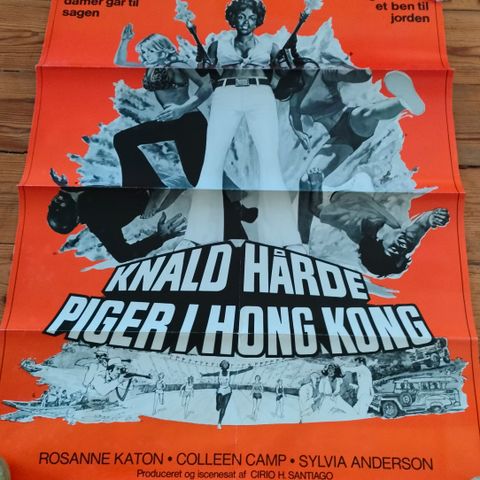 damer går til
sagen
et ben til
jorden
KNALD HÅRDE
PIGER I HONG KONG
ROSANNE KATON • COLLEEN CAMP • SYLVIA ANDERSON
Produceret og iscenesat af CIRIO H. SANTIAGO